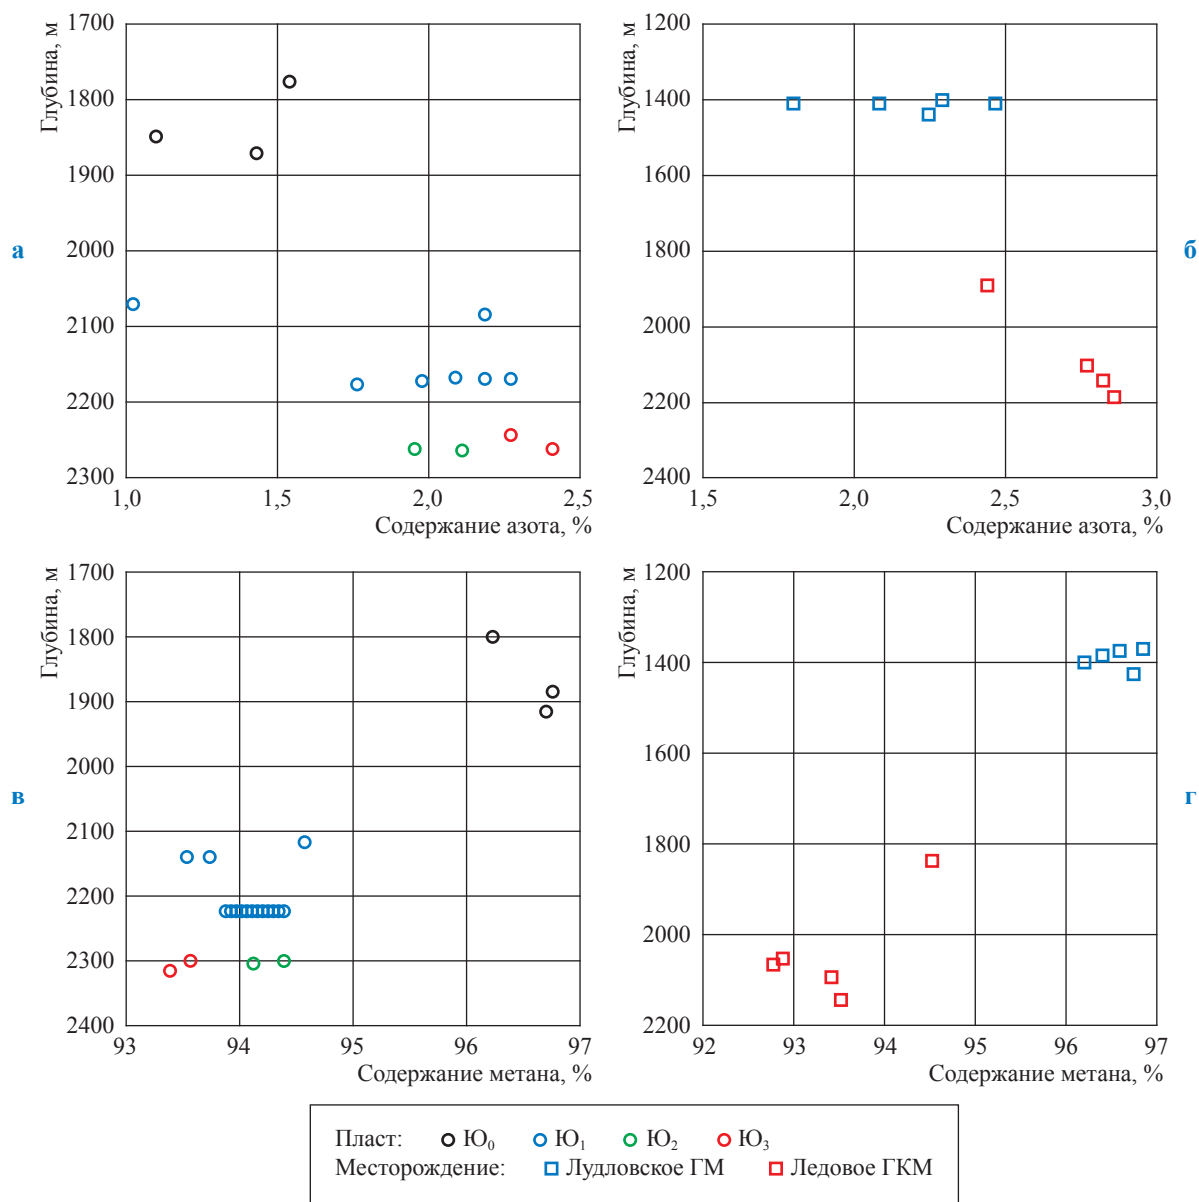 а
Глубина, м
1700
1800
1900
2000
2100
2200
2300
1,0 1,5 2,0 2,5
Содержание азота, %
б
Глубина, м
1200
1400
1600
1800
2000
2200
2400
1,5 2,0 2,5 3,0
Содержание азота, %
в
Глубина, м
1700
1800
1900
2000
2100
2200
2300
2400
93 94 95 96 97
Содержание метана, %
г
Глубина, м
1200
1400
1600
1800
2000
2200
92 93 94 95 96 97
Содержание метана, %
Пласт: Ю₀ Ю₁ Ю₂ Ю₃
Месторождение: Лудловское ГМ Ледовое ГКМ